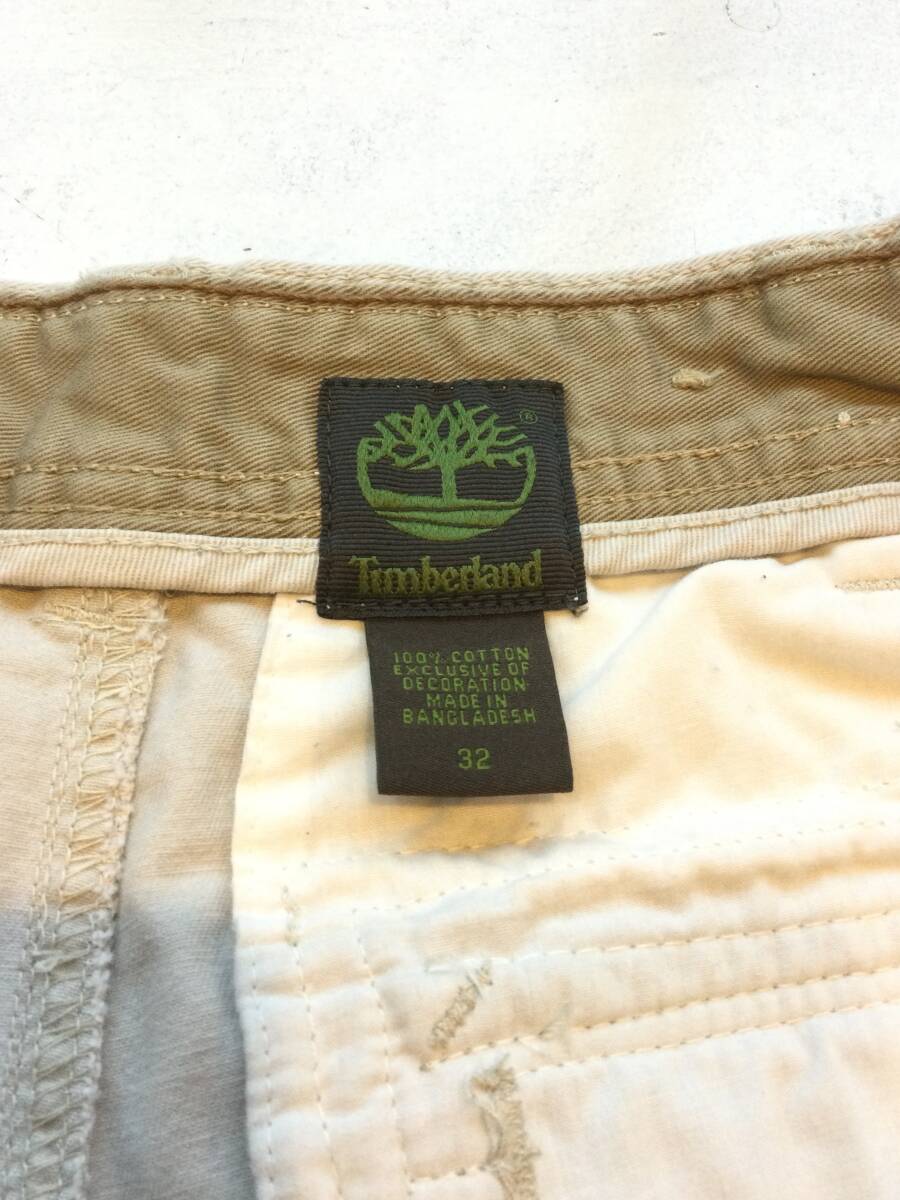 ®
Timberland
100% COTTON
EXCLUSIVE OF
DECORATION
MADE IN
BANGLADESH
32